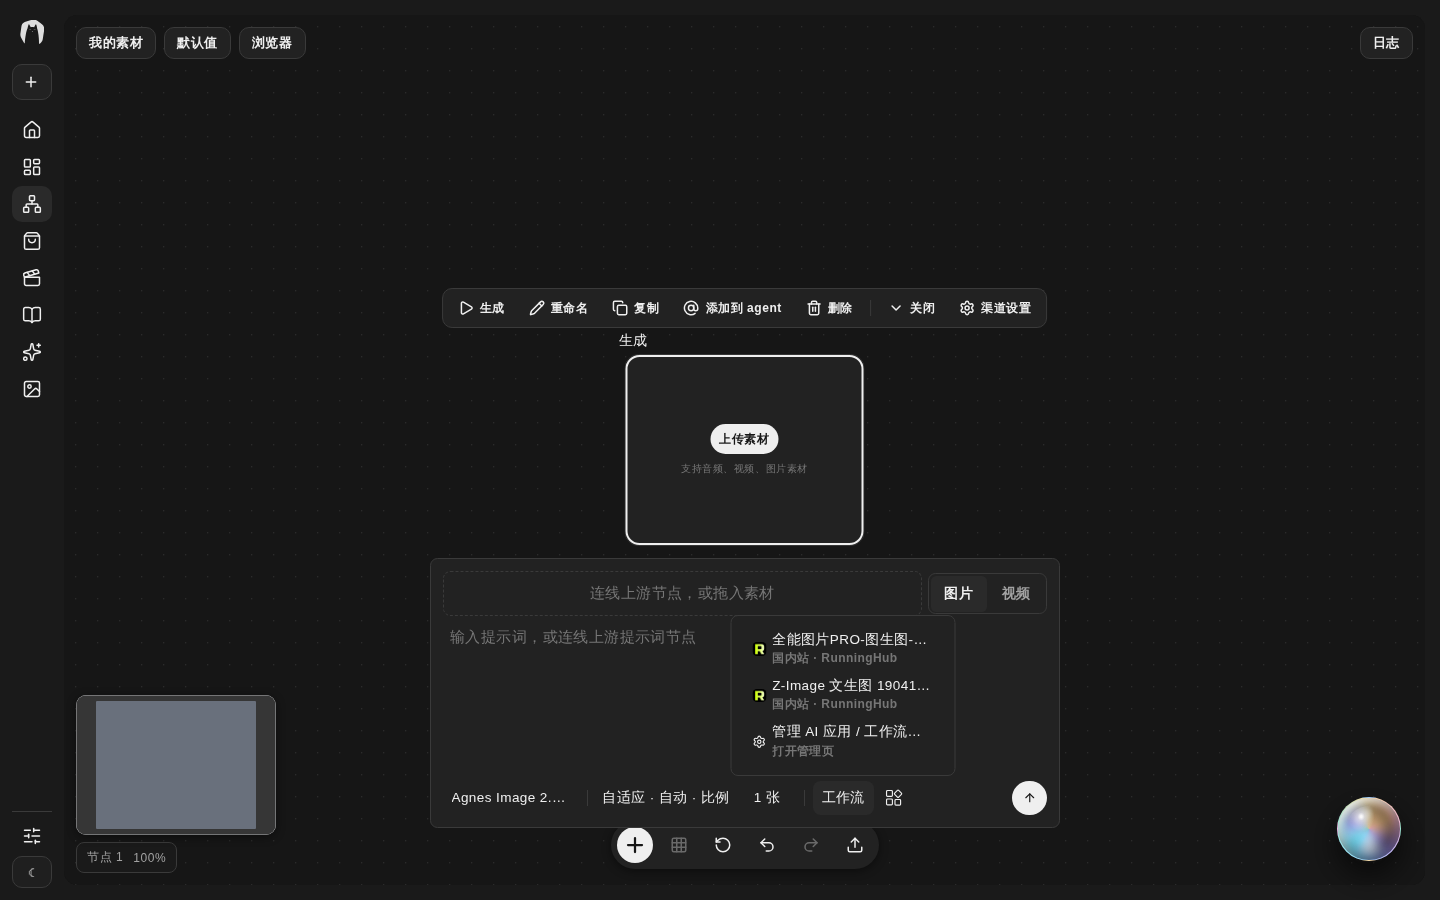 我的素材
默认值
浏览器
日志
生成
重命名
复制
添加到 agent
删除
关闭
渠道设置
生成
上传素材
支持音频、视频、图片素材
连线上游节点，或拖入素材
图片
视频
输入提示词，或连线上游提示词节点
全能图片PRO-图生图-...
国内站 · RunningHub
Z-Image 文生图 19041...
国内站 · RunningHub
管理 AI 应用 / 工作流...
打开管理页
Agnes Image 2....
自适应 · 自动 · 比例
1 张
工作流
节点 1
100%